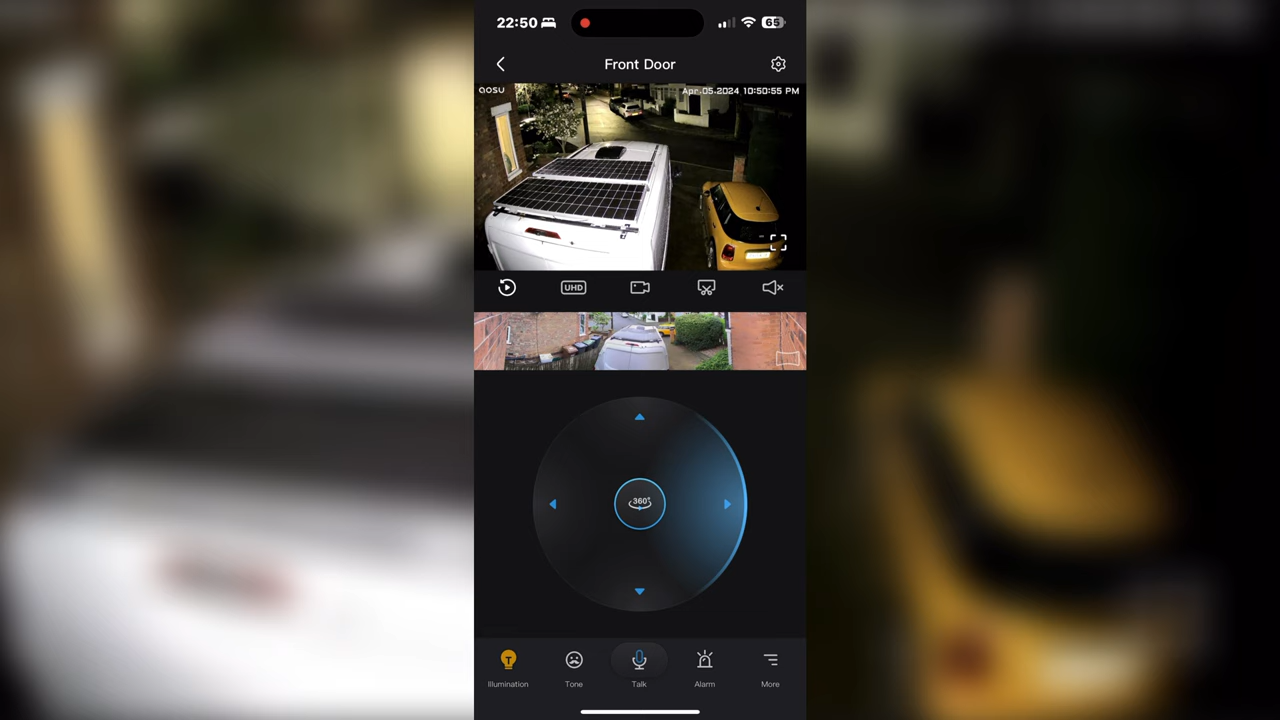 22:50
65
Front Door
aosu
Apr.05.2024 10:50:55 PM
UHD
360°
T
Illumination
Tone
Talk
Alarm
More